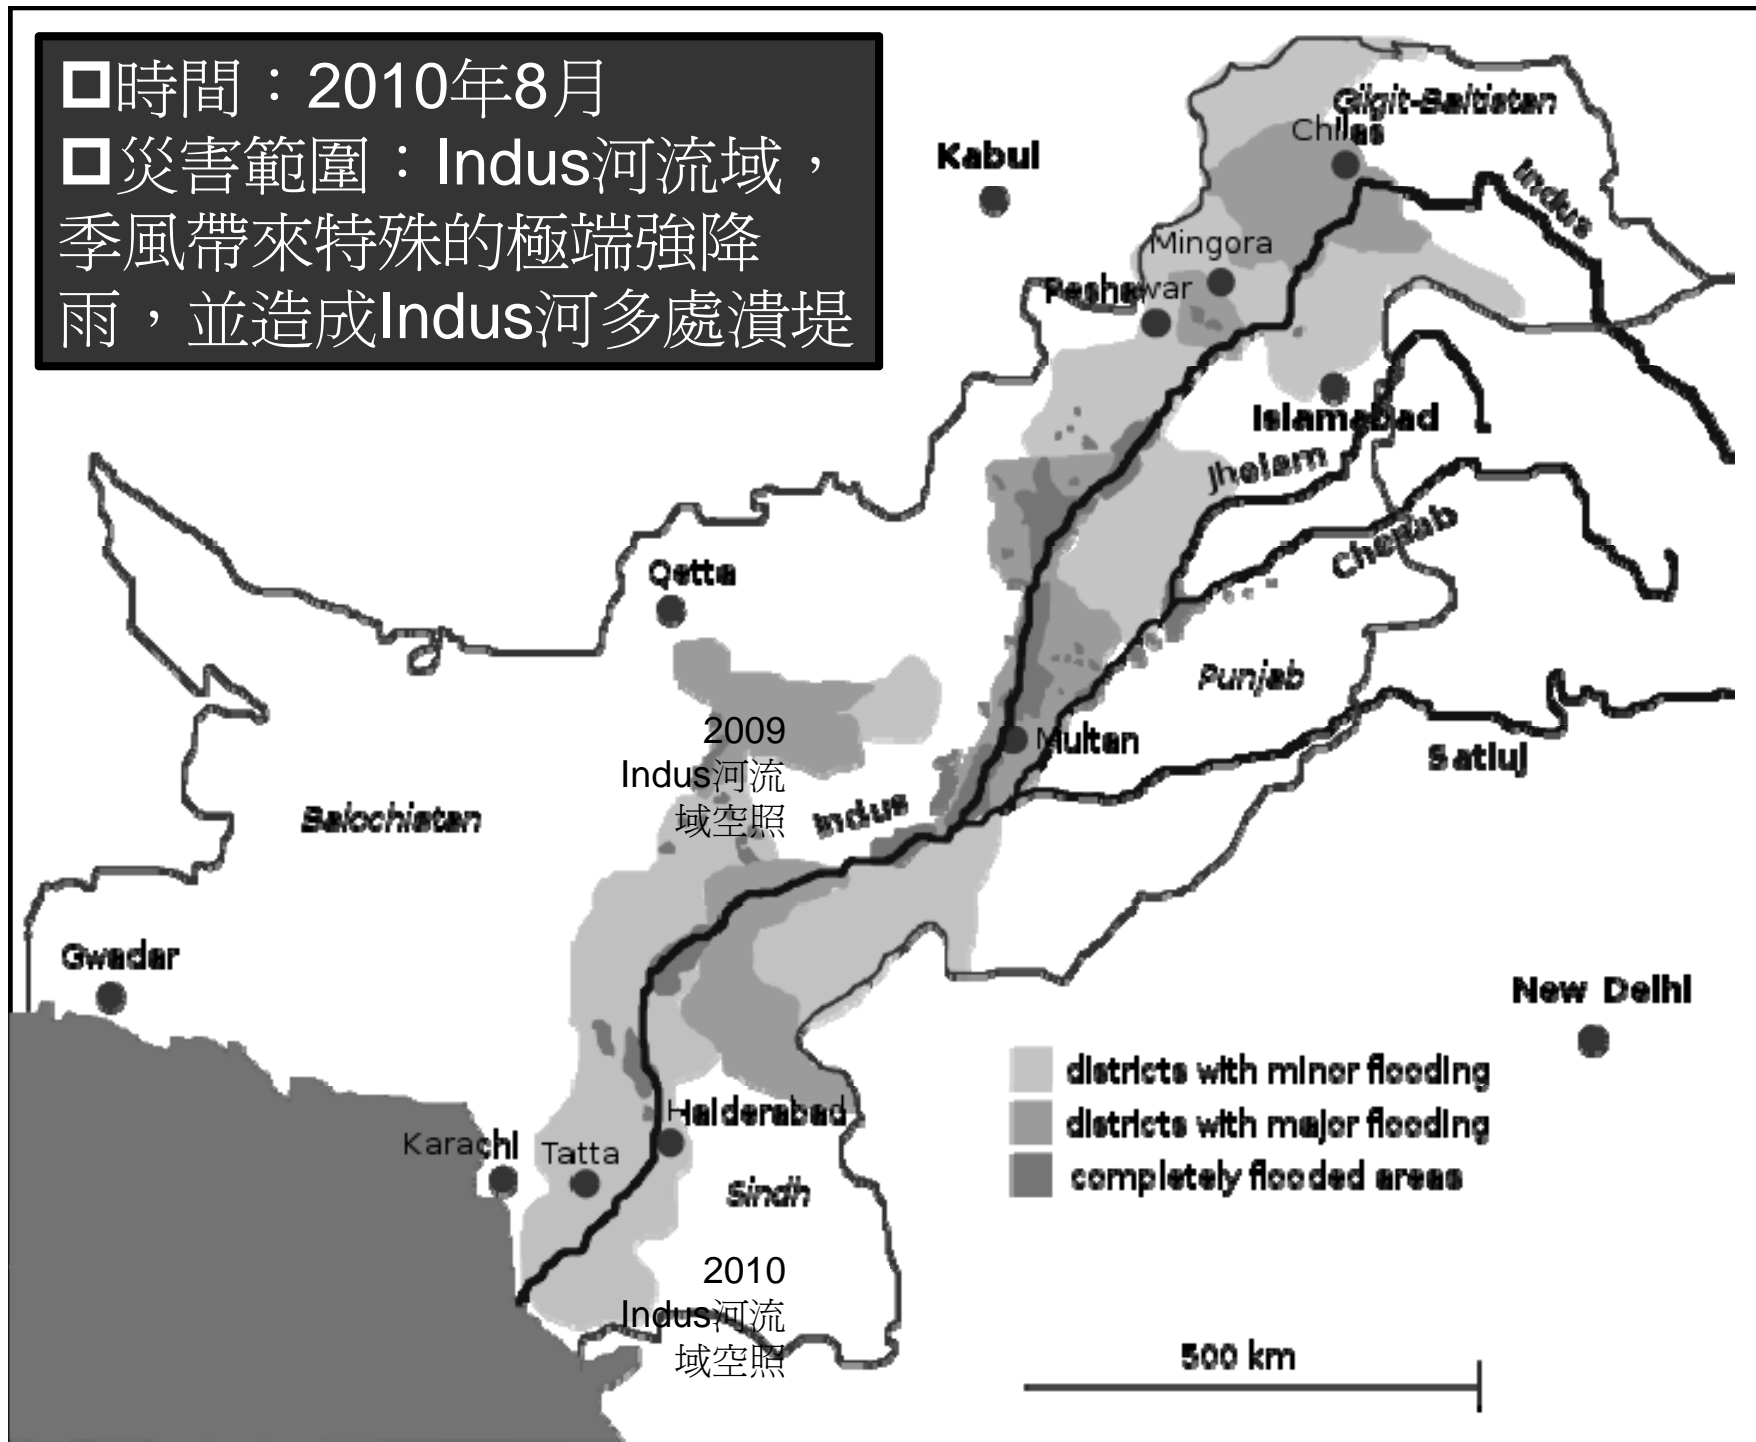 時間：2010年8月
災害範圍：Indus河流域，
季風帶來特殊的極端強降
雨，並造成Indus河多處潰堤
Gilgit-Baltistan
Chilas
Kabul
Indus
Mingora
Peshawar
Islamabad
Jhelam
Chenab
Qetta
Punjab
2009
Indus河流
域空照
Multan
Satluj
Indus
Balochistan
Gwadar
New Delhi
districts with minor flooding
districts with major flooding
completely flooded areas
Haiderabad
Karachi
Tatta
Sindh
2010
Indus河流
域空照
500 km